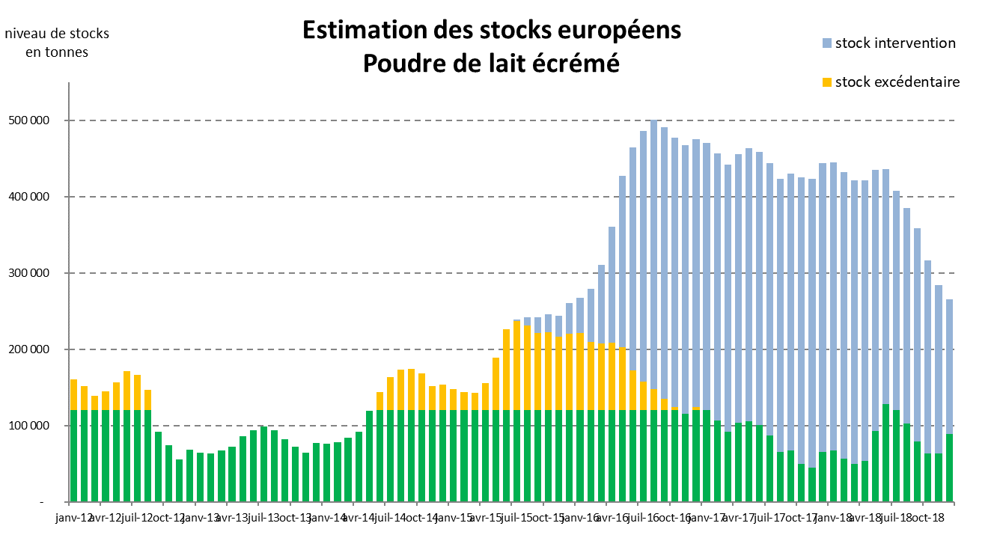 Estimation des stocks européens
Poudre de lait écrémé
niveau de stocks
en tonnes
stock intervention
stock excédentaire
500 000
400 000
300 000
200 000
100 000
-
janv-12 avr-12 juil-12 oct-12 janv-13 avr-13 juil-13 oct-13 janv-14 avr-14 juil-14 oct-14 janv-15 avr-15 juil-15 oct-15 janv-16 avr-16 juil-16 oct-16 janv-17 avr-17 juil-17 oct-17 janv-18 avr-18 juil-18 oct-18